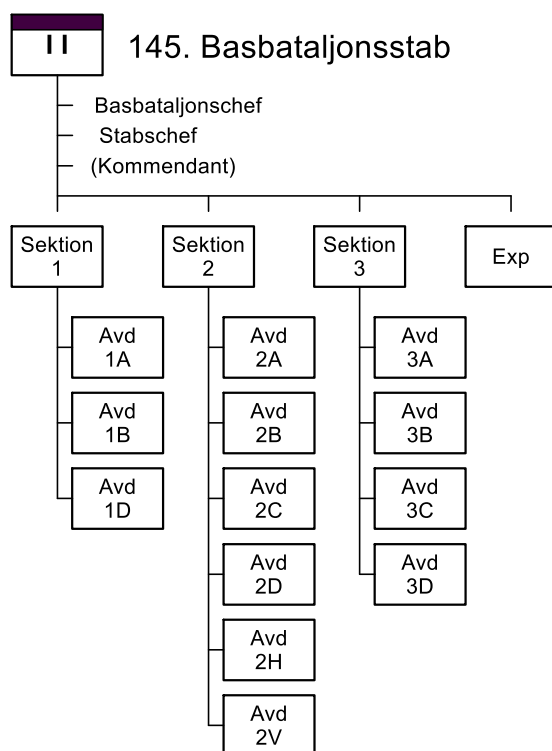 II
145. Basbataljonsstab
Basbataljonschef
Stabschef
(Kommendant)
Sektion
1
Sektion
2
Sektion
3
Exp
Avd
1A
Avd
1B
Avd
1D
Avd
2A
Avd
2B
Avd
2C
Avd
2D
Avd
2H
Avd
2V
Avd
3A
Avd
3B
Avd
3C
Avd
3D